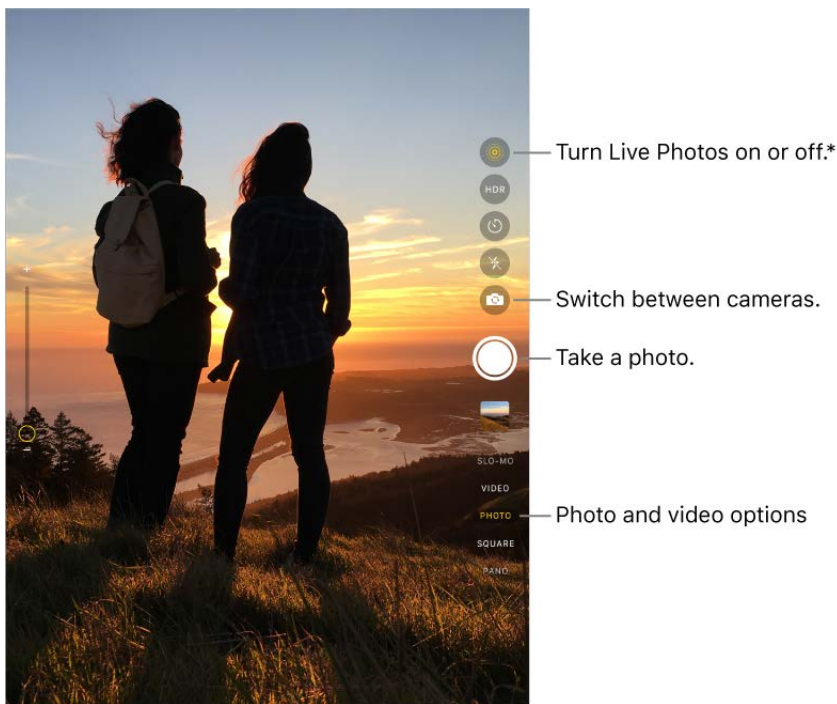 Turn Live Photos on or off.*
HDR
Switch between cameras.
Take a photo.
SLO-MO
VIDEO
PHOTO
Photo and video options
SQUARE
PANO